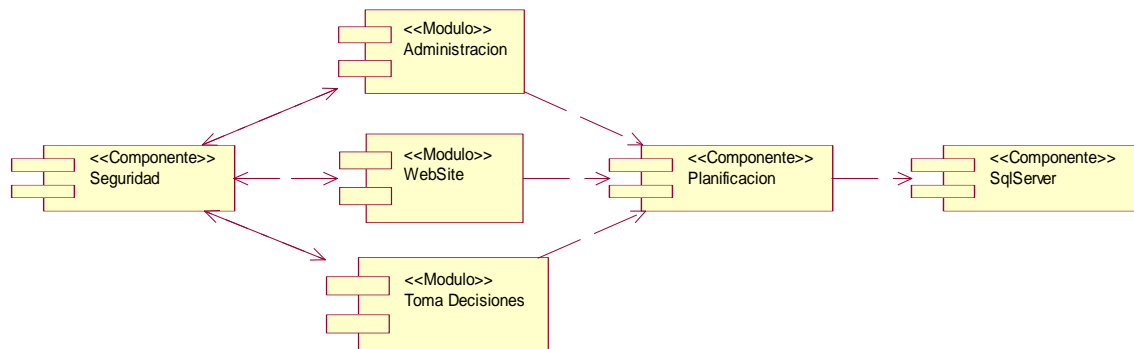 <<Modulo>>
Administracion
<<Componente>>
Seguridad
<<Modulo>>
WebSite
<<Componente>>
Planificacion
<<Componente>>
SqlServer
<<Modulo>>
Toma Decisiones